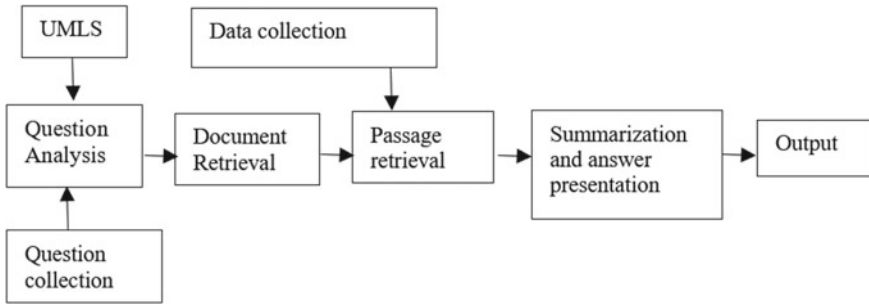 UMLS
Data collection
Question
Analysis
Document
Retrieval
Passage
retrieval
Summarization
and answer
presentation
Output
Question
collection